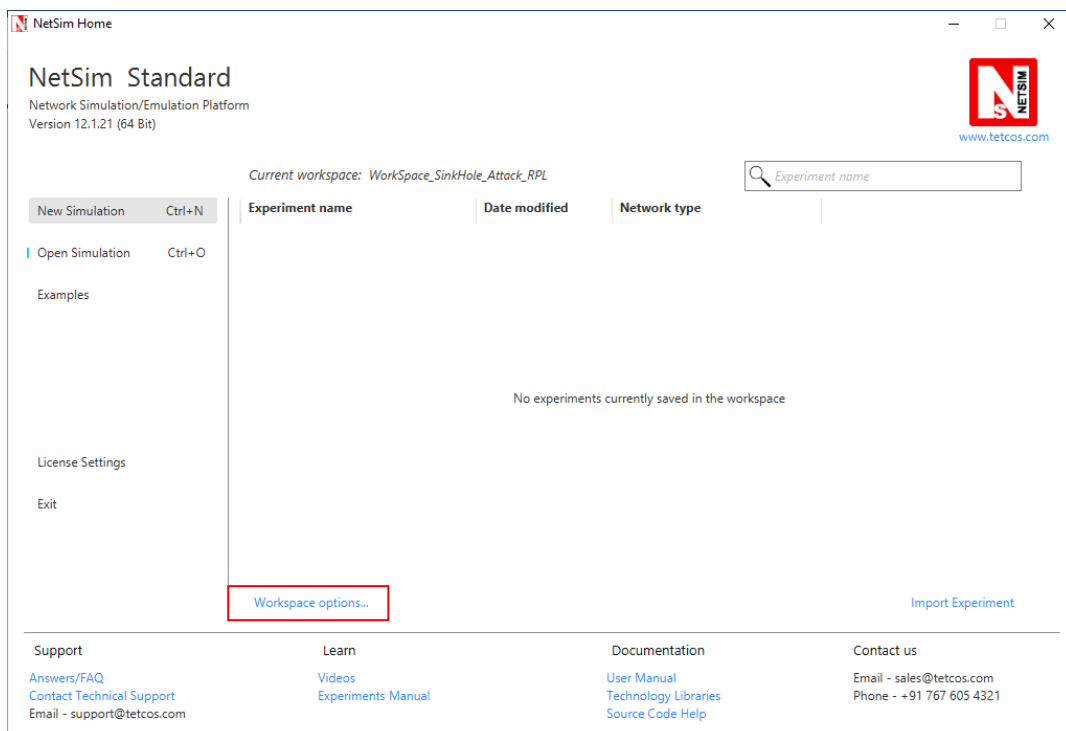 NetSim Home
NetSim Standard
Network Simulation/Emulation Platform
Version 12.1.21 (64 Bit)
NS NETSIM
www.tetcos.com
Current workspace: WorkSpace_SinkHole_Attack_RPL
Experiment name
New Simulation Ctrl+N
Experiment name Date modified Network type
Open Simulation Ctrl+O
Examples
No experiments currently saved in the workspace
License Settings
Exit
Workspace options...
Import Experiment
Support Learn Documentation Contact us
Answers/FAQ Videos User Manual Email - sales@tetcos.com
Contact Technical Support Experiments Manual Technology Libraries Phone - +91 767 605 4321
Email - support@tetcos.com Source Code Help